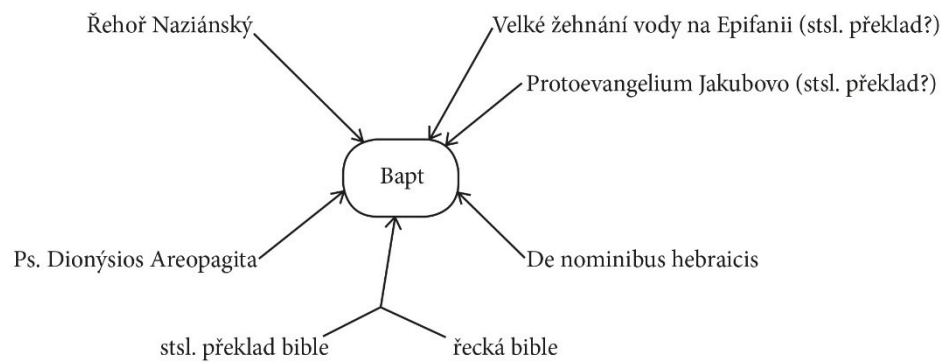 Řehoř Naziánský
Velké žehnání vody na Epifanii (stsl. překlad?)
Protoevangelium Jakubovo (stsl. překlad?)
Bapt
Ps. Dionýsios Areopagita
De nominibus hebraicis
stsl. překlad bible
řecká bible